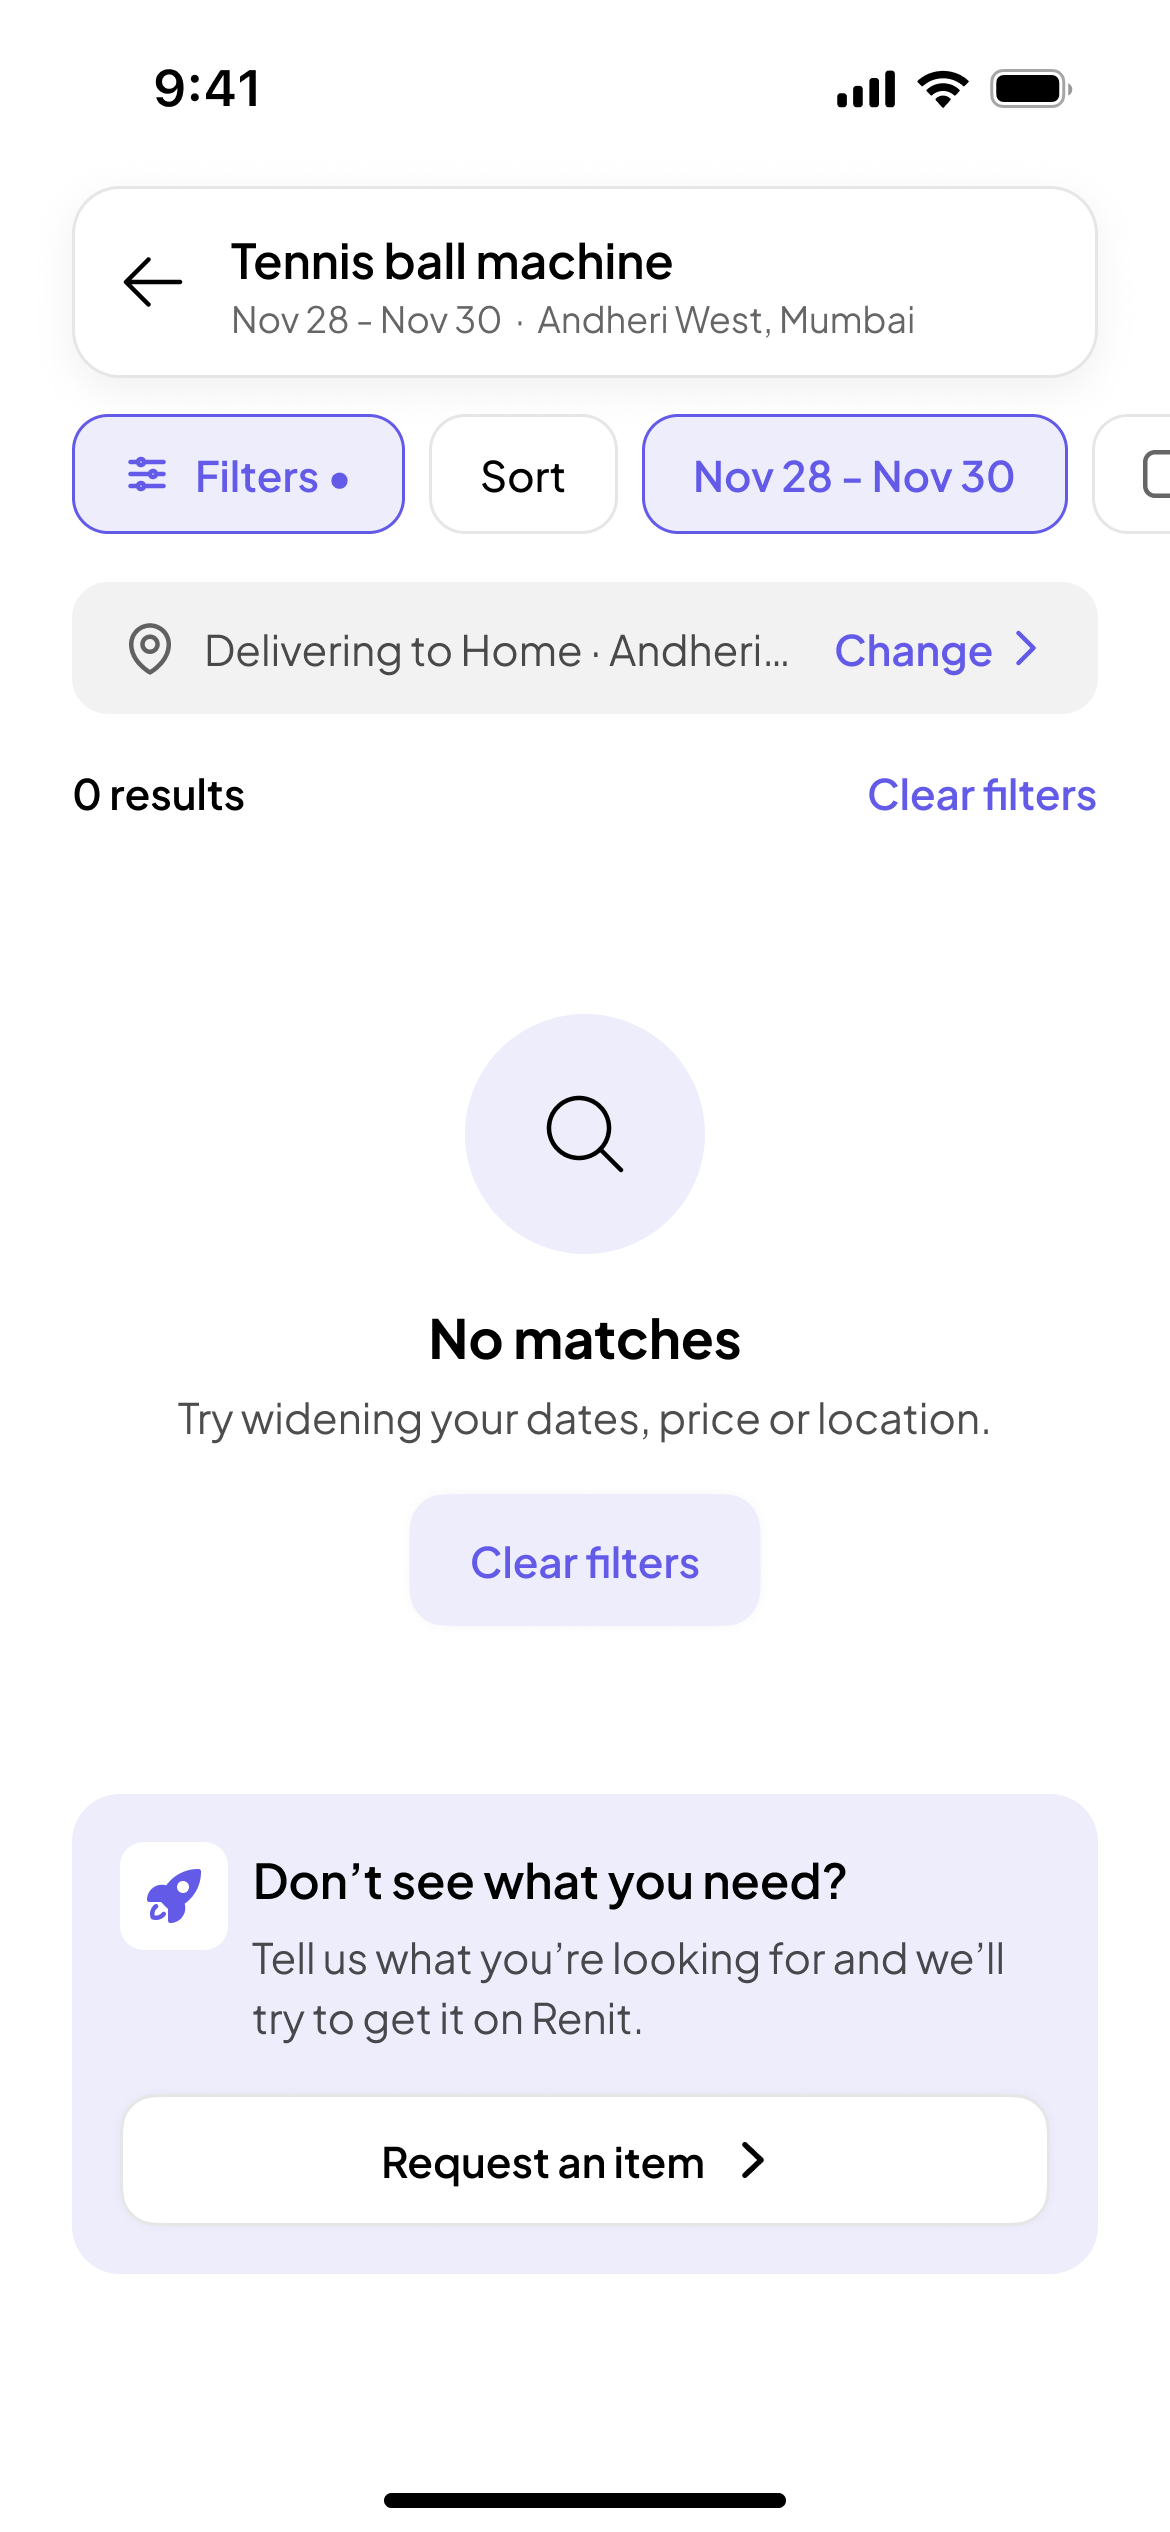 9:41
Tennis ball machine
Nov 28 - Nov 30 · Andheri West, Mumbai
Filters
Sort
Nov 28 – Nov 30
Delivering to Home · Andheri...
Change
0 results
Clear filters
No matches
Try widening your dates, price or location.
Clear filters
Don’t see what you need?
Tell us what you’re looking for and we’ll
try to get it on Renit.
Request an item